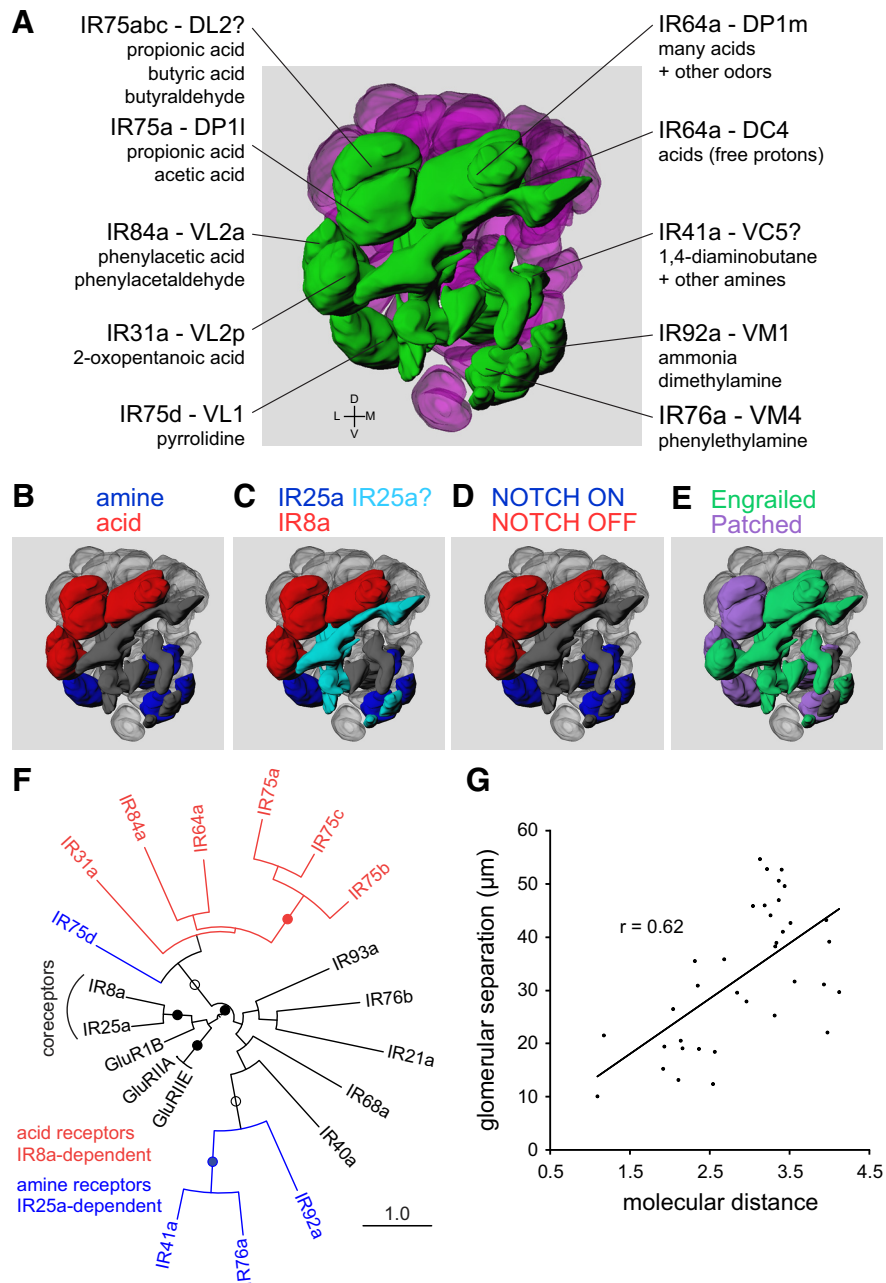 A
IR75abc - DL2?
propionic acid
butyric acid
butyraldehyde
IR75a - DP1l
propionic acid
acetic acid
IR84a - VL2a
phenylacetic acid
phenylacetaldehyde
IR31a - VL2p
2-oxopentanoic acid
IR75d - VL1
pyrrolidine
IR64a - DP1m
many acids
+ other odors
IR64a - DC4
acids (free protons)
IR41a - VC5?
1,4-diaminobutane
+ other amines
IR92a - VM1
ammonia
dimethylamine
IR76a - VM4
phenylethylamine
D
L M
V
B
amine
acid
C
IR25a IR25a?
IR8a
D
NOTCH ON
NOTCH OFF
E
Engrailed
Patched
F
IR31a
IR84a
IR64a
IR75a
IR75c
IR75b
IR75d
coreceptors
IR8a
IR25a
GluR1B
GluRIIA
GluRIIE
IR93a
IR76b
IR21a
IR68a
IR40a
IR92a
IR76a
IR41a
acid receptors
IR8a-dependent
amine receptors
IR25a-dependent
1.0
G
glomerular separation (µm)
60
50
40
30
20
10
0
r = 0.62
0.5 1.5 2.5 3.5 4.5
molecular distance